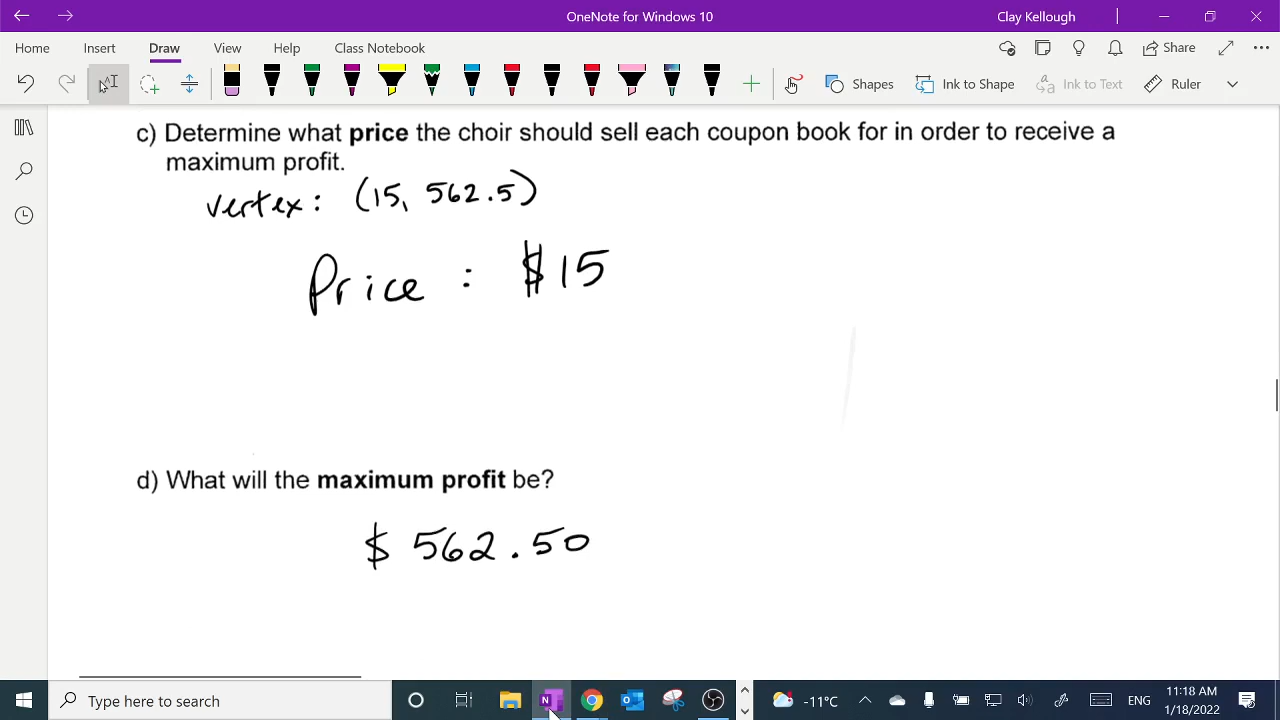 OneNote for Windows 10
Clay Kellough
Home Insert Draw View Help Class Notebook
Share
Shapes Ink to Shape Ink to Text Ruler
c) Determine what price the choir should sell each coupon book for in order to receive a
maximum profit.
vertex: (15, 562.5)
Price : $15
d) What will the maximum profit be?
$ 562.50
Type here to search
N
-11°C
ENG
11:18 AM
1/18/2022